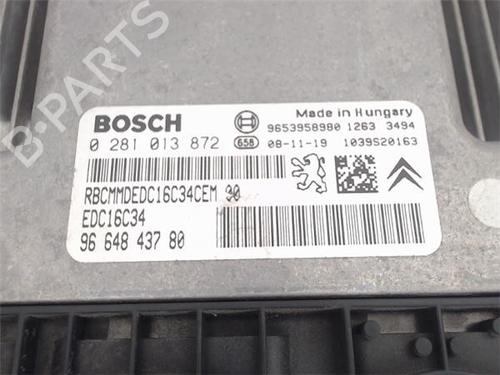 BOSCH
Made in Hungary
9653958980 1263 3494
0 281 013 872
658 08-11-19 1039S20163
RBCMMDEDC16C34CEM 30
EDC16C34
96 648 437 80
B-PARTS